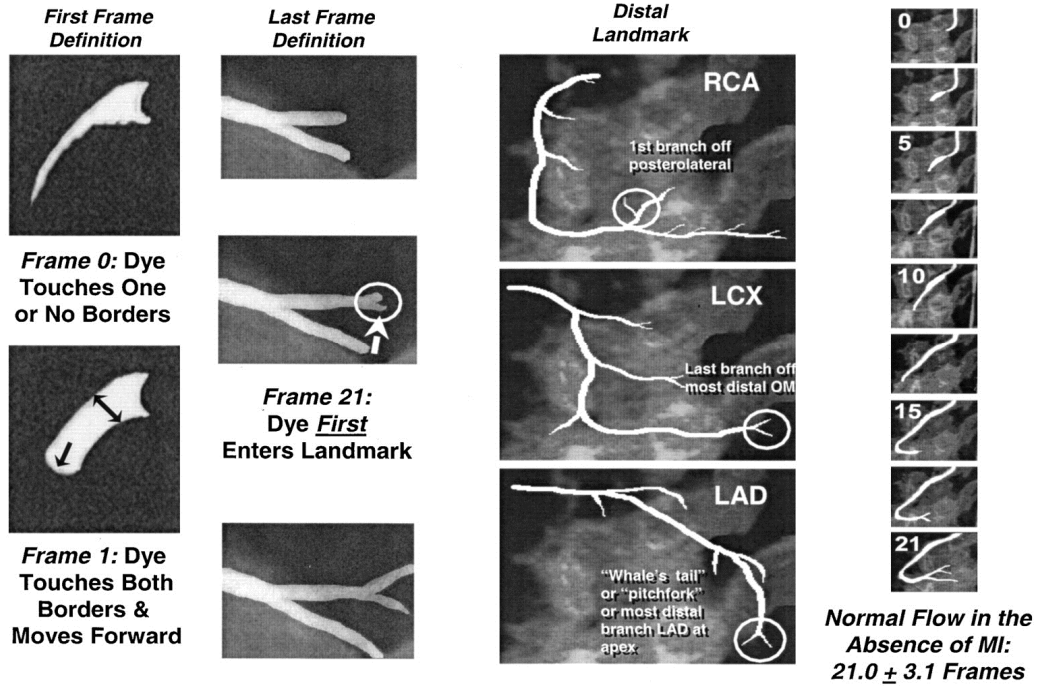 First Frame
Definition
Frame 0: Dye
Touches One
or No Borders
Frame 1: Dye
Touches Both
Borders &
Moves Forward
Last Frame
Definition
Frame 21:
Dye First
Enters Landmark
Distal
Landmark
RCA
1st branch off
posterolateral
LCX
Last branch off
most distal OM
LAD
"Whale's tail"
or "pitchfork"
or most distal
branch LAD at
apex
0
5
10
15
21
Normal Flow in the
Absence of MI:
21.0 ± 3.1 Frames